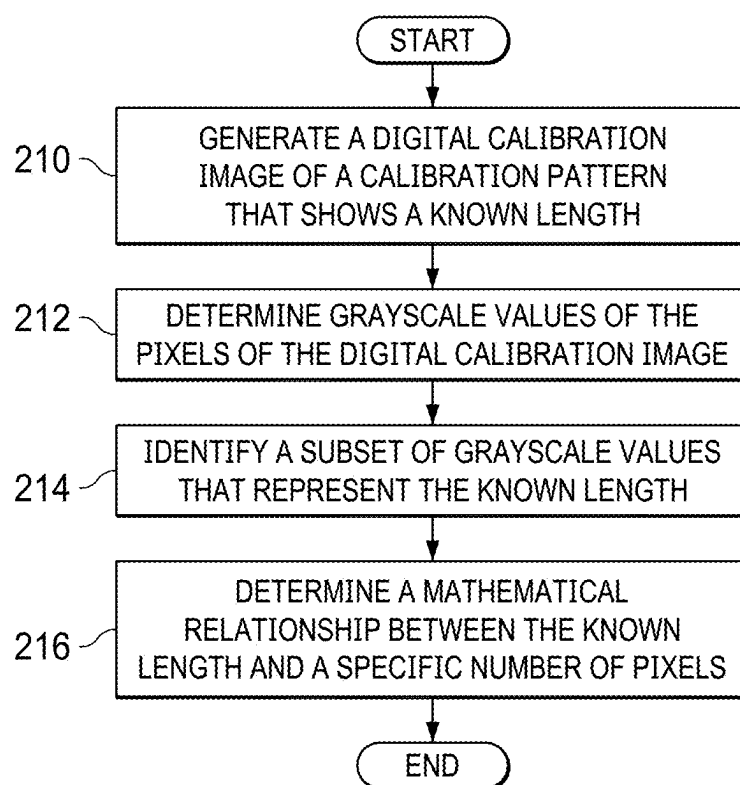 START
210
GENERATE A DIGITAL CALIBRATION
IMAGE OF A CALIBRATION PATTERN
THAT SHOWS A KNOWN LENGTH
212
DETERMINE GRAYSCALE VALUES OF THE
PIXELS OF THE DIGITAL CALIBRATION IMAGE
214
IDENTIFY A SUBSET OF GRAYSCALE VALUES
THAT REPRESENT THE KNOWN LENGTH
216
DETERMINE A MATHEMATICAL
RELATIONSHIP BETWEEN THE KNOWN
LENGTH AND A SPECIFIC NUMBER OF PIXELS
END